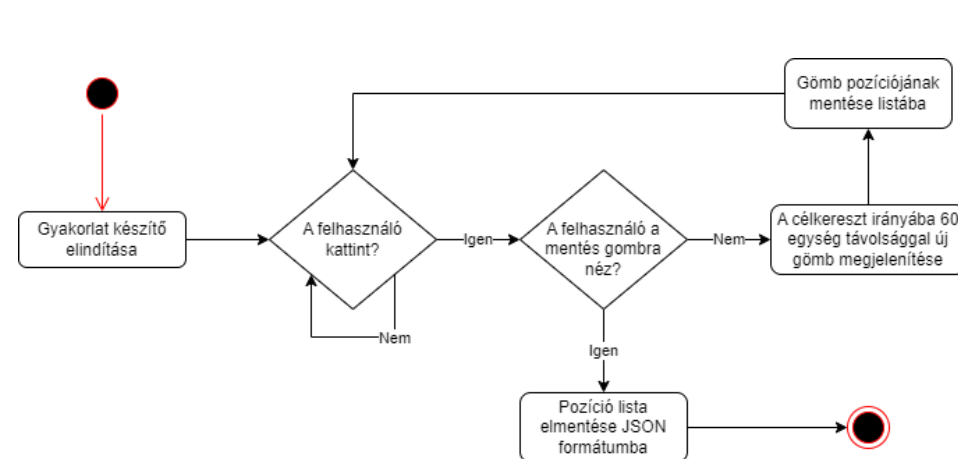 Gömb pozíciójának
mentése listába
Gyakorlat készítő
elindítása
A felhasználó
kattint?
Igen
A felhasználó a
mentés gombra
néz?
Nem
A célkereszt irányába 60
egység távolsággal új
gömb megjelenítése
Nem
Igen
Pozíció lista
elmentése JSON
formátumba